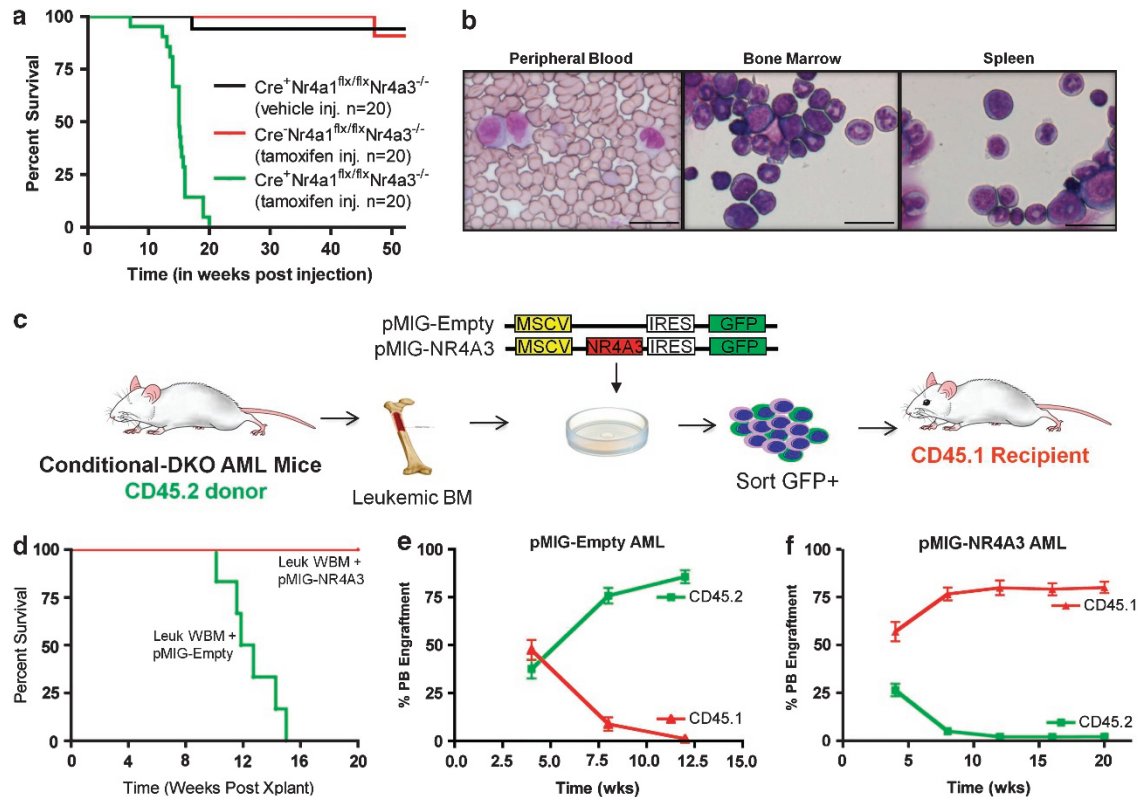 a
Percent Survival
100
75
50
25
0
0 10 20 30 40 50
Time (in weeks post injection)
Cre+Nr4a1flx/flxNr4a3-/-
(vehicle inj. n=20)
Cre-Nr4a1flx/flxNr4a3-/-
(tamoxifen inj. n=20)
Cre+Nr4a1flx/flxNr4a3-/-
(tamoxifen inj. n=20)
b
Peripheral Blood Bone Marrow Spleen
c
pMIG-Empty MSCV IRES GFP
pMIG-NR4A3 MSCV NR4A3 IRES GFP
Conditional-DKO AML Mice
CD45.2 donor
Leukemic BM
Sort GFP+
CD45.1 Recipient
d
Percent Survival
100
75
50
25
0
0 4 8 12 16 20
Time (Weeks Post Xplant)
Leuk WBM +
pMIG-NR4A3
Leuk WBM +
pMIG-Empty
e
pMIG-Empty AML
% PB Engraftment
100
75
50
25
0
0.0 2.5 5.0 7.5 10.0 12.5 15.0
Time (wks)
CD45.2
CD45.1
f
pMIG-NR4A3 AML
% PB Engraftment
100
75
50
25
0
0 5 10 15 20
Time (wks)
CD45.1
CD45.2